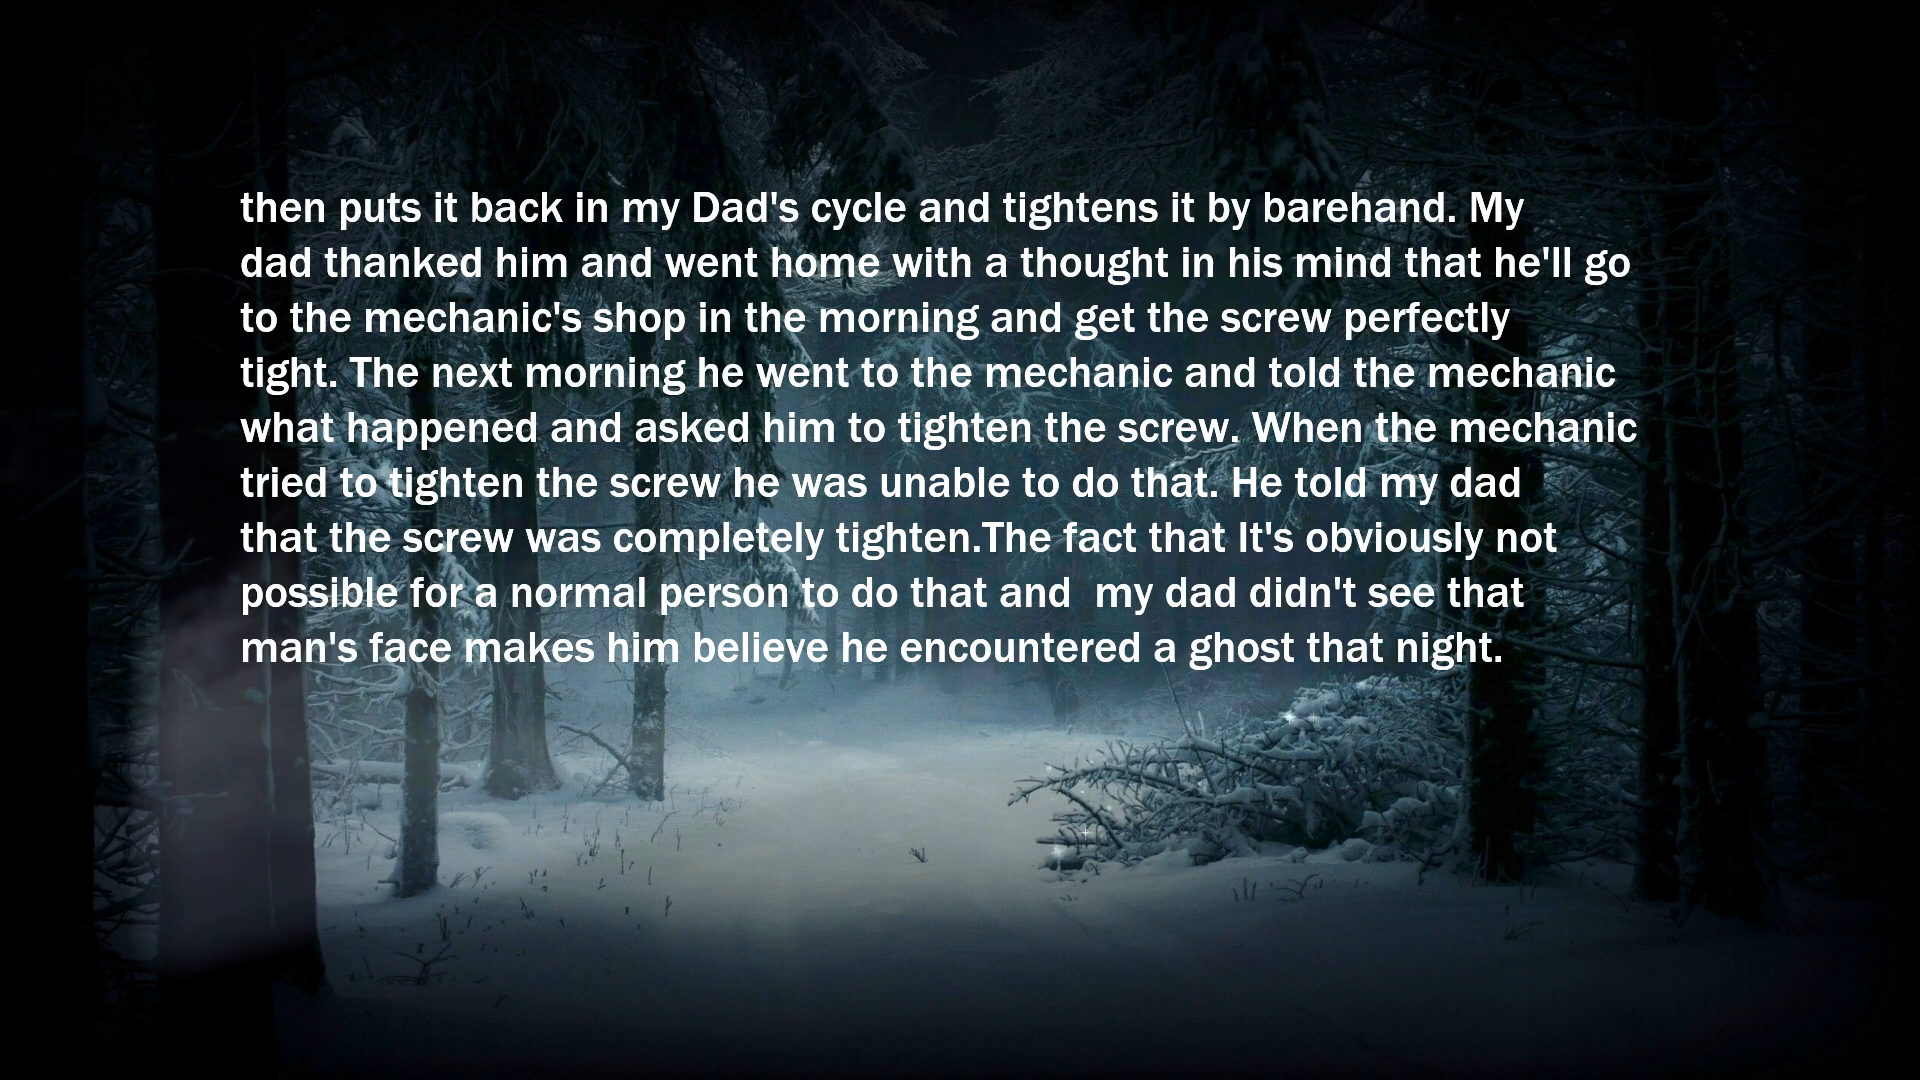 then puts it back in my Dad's cycle and tightens it by barehand. My
dad thanked him and went home with a thought in his mind that he'll go
to the mechanic's shop in the morning and get the screw perfectly
tight. The next morning he went to the mechanic and told the mechanic
what happened and asked him to tighten the screw. When the mechanic
tried to tighten the screw he was unable to do that. He told my dad
that the screw was completely tighten.The fact that It's obviously not
possible for a normal person to do that and  my dad didn't see that
man's face makes him believe he encountered a ghost that night.